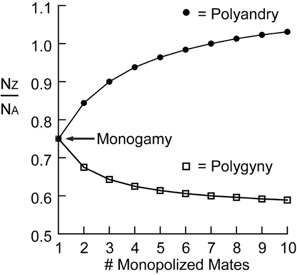 ● = Polyandry
1.1
1.0
0.9
0.8
0.7
0.6
0.5
Nz
NA
Monogamy
□ = Polygyny
1 2 3 4 5 6 7 8 9 10
# Monopolized Mates